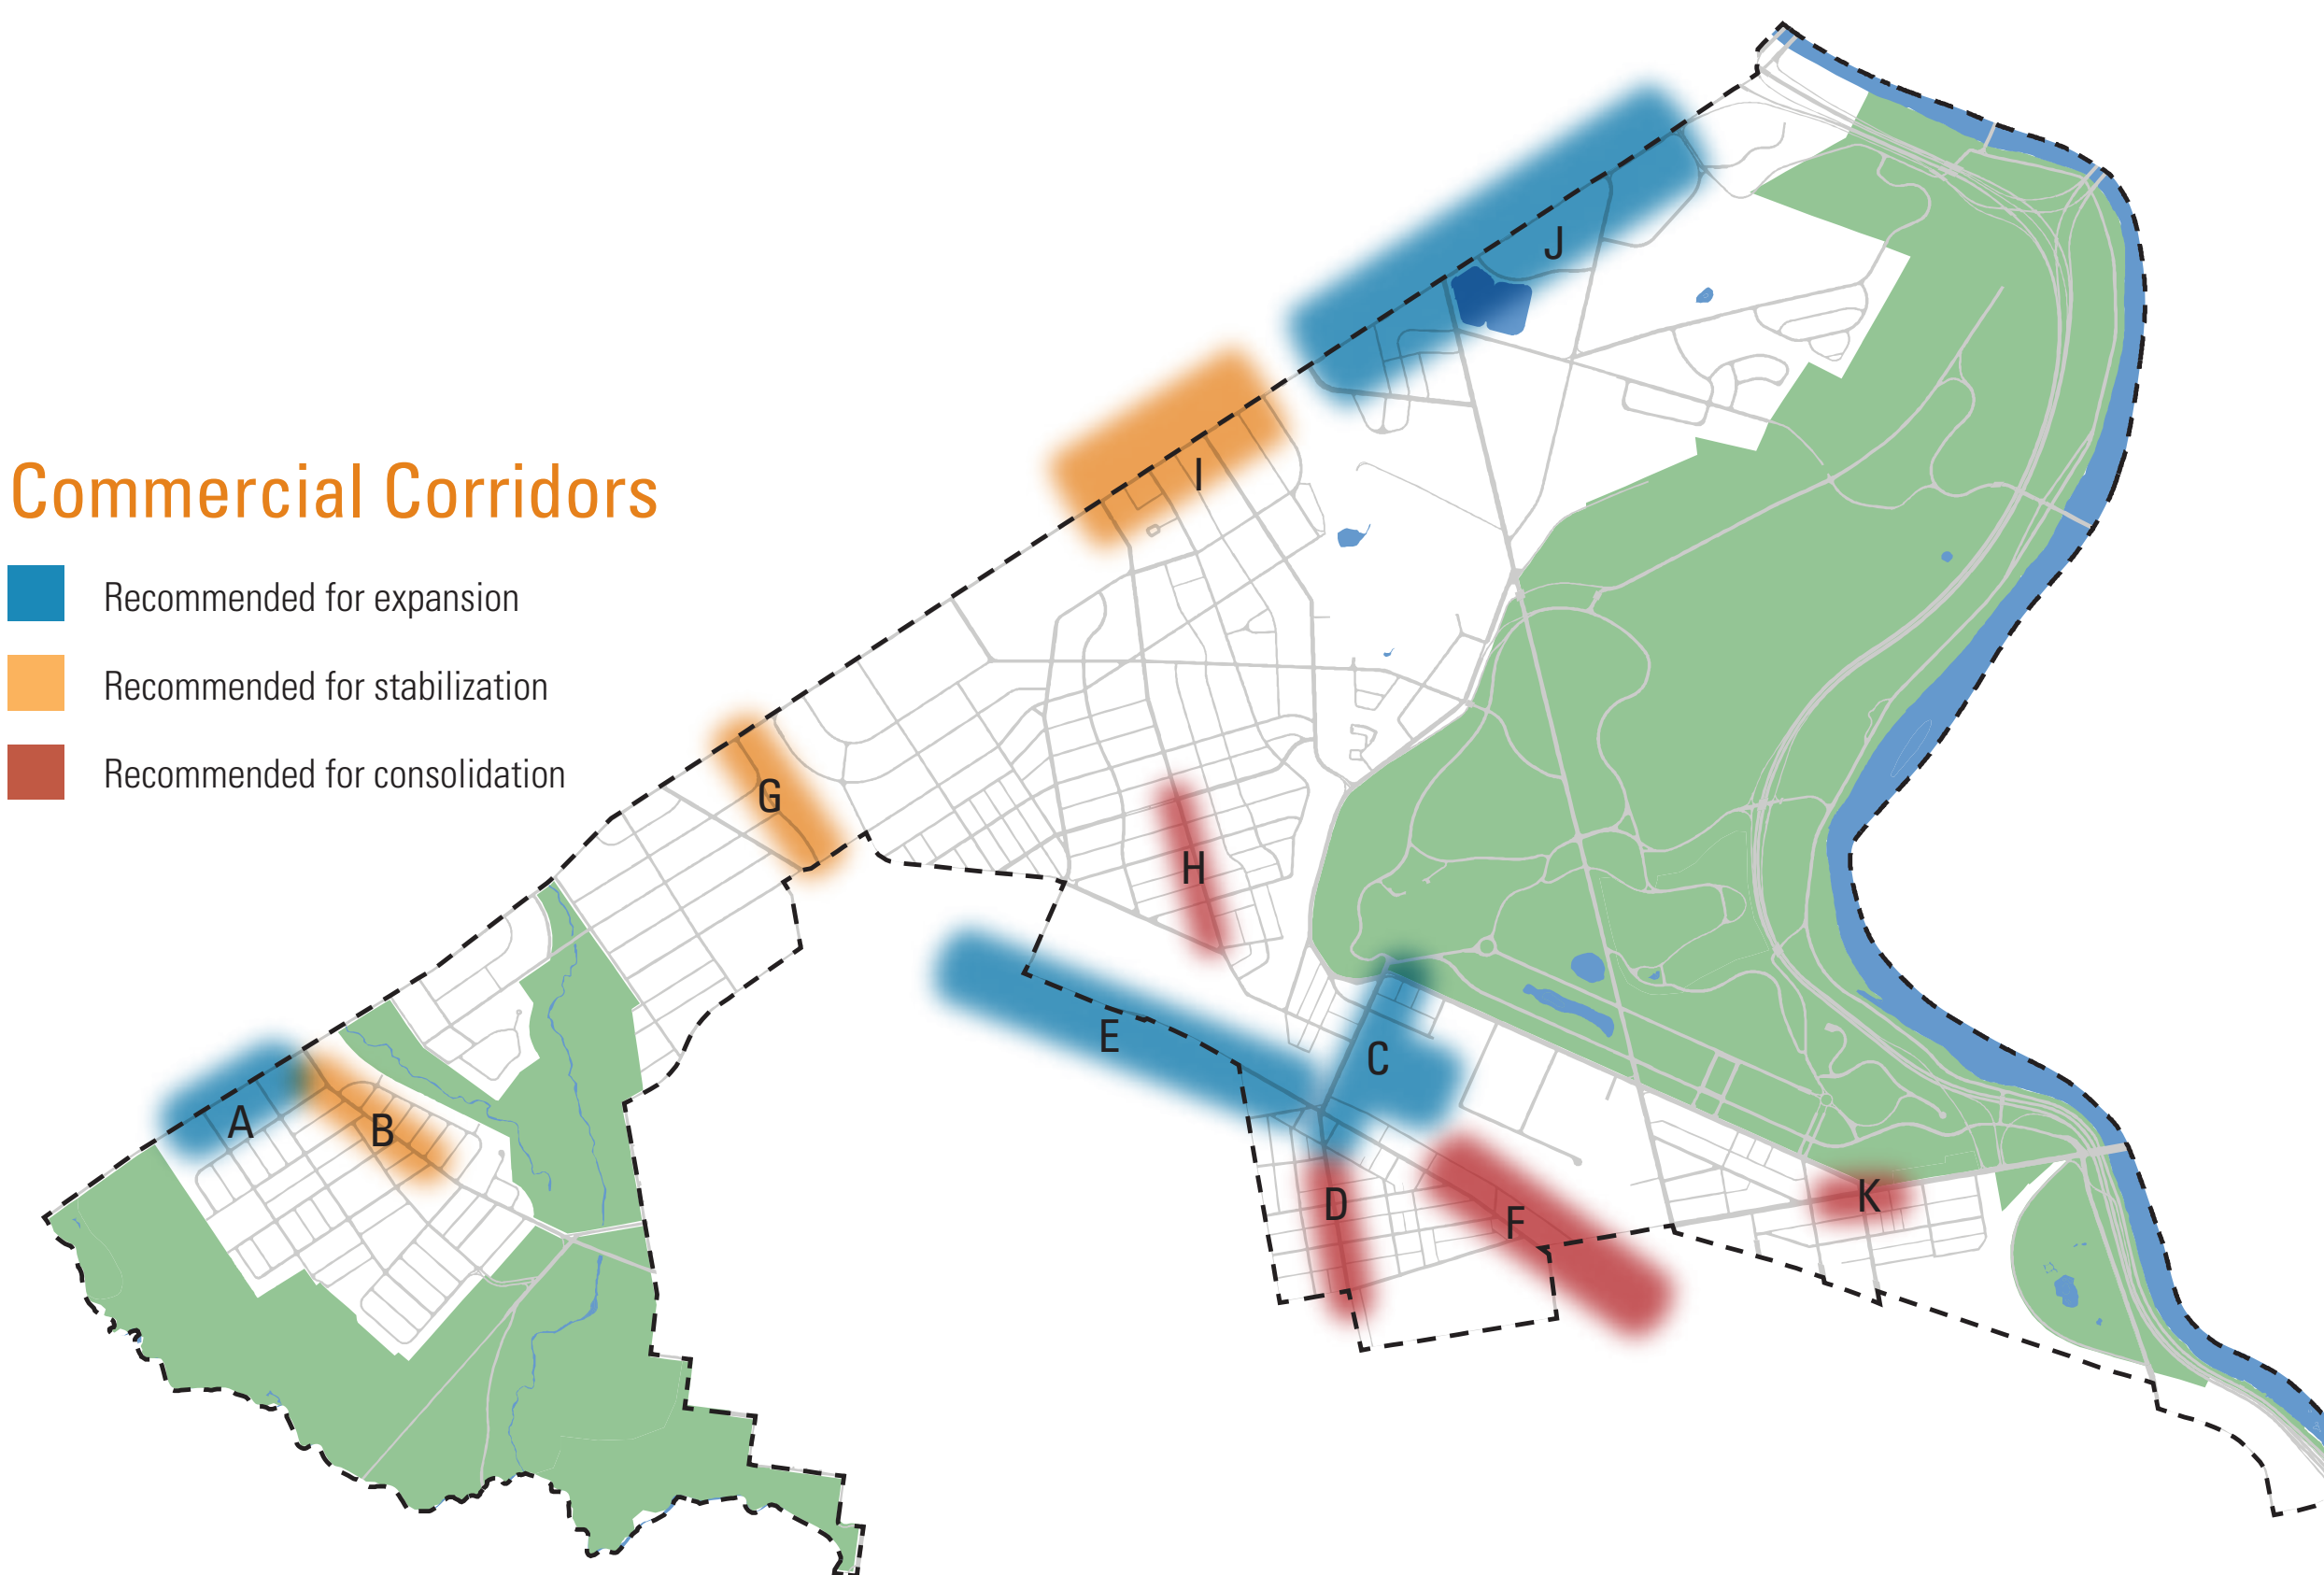 Commercial Corridors
Recommended for expansion
Recommended for stabilization
Recommended for consolidation
J
I
G
H
E
C
A
B
D
F
K